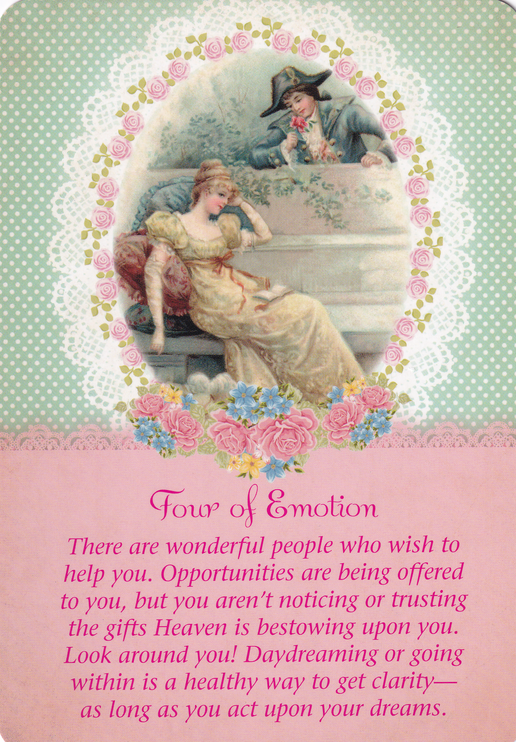 Four of Emotion
There are wonderful people who wish to
help you. Opportunities are being offered
to you, but you aren't noticing or trusting
the gifts Heaven is bestowing upon you.
Look around you! Daydreaming or going
within is a healthy way to get clarity—
as long as you act upon your dreams.